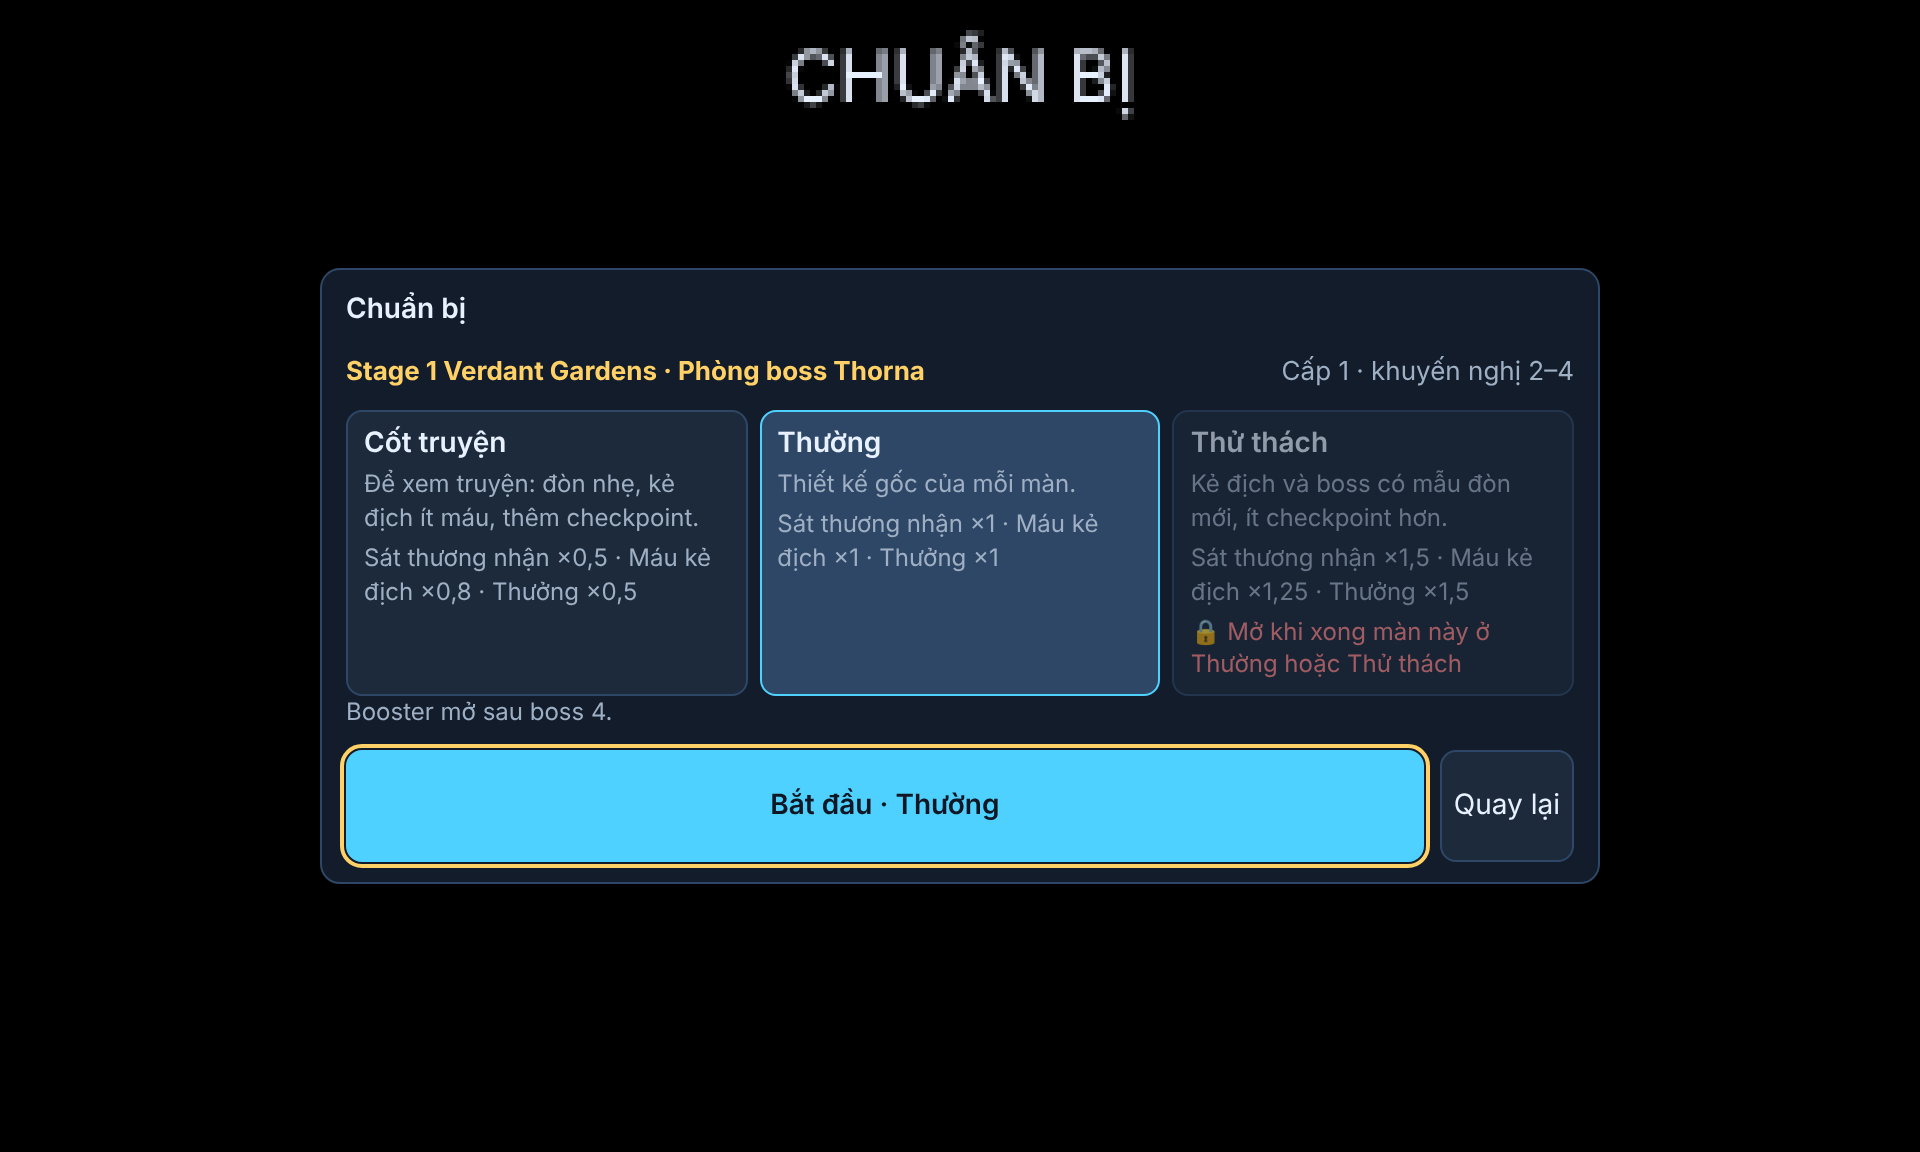 CHUẨN BỊ
Chuẩn bị
Stage 1 Verdant Gardens · Phòng boss Thorna
Cấp 1 · khuyến nghị 2–4
Cốt truyện
Để xem truyện: đòn nhẹ, kẻ
địch ít máu, thêm checkpoint.
Sát thương nhận ×0,5 · Máu kẻ
địch ×0,8 · Thưởng ×0,5
Thường
Thiết kế gốc của mỗi màn.
Sát thương nhận ×1 · Máu kẻ
địch ×1 · Thưởng ×1
Thử thách
Kẻ địch và boss có mẫu đòn
mới, ít checkpoint hơn.
Sát thương nhận ×1,5 · Máu kẻ
địch ×1,25 · Thưởng ×1,5
🔒 Mở khi xong màn này ở
Thường hoặc Thử thách
Booster mở sau boss 4.
Bắt đầu · Thường
Quay lại